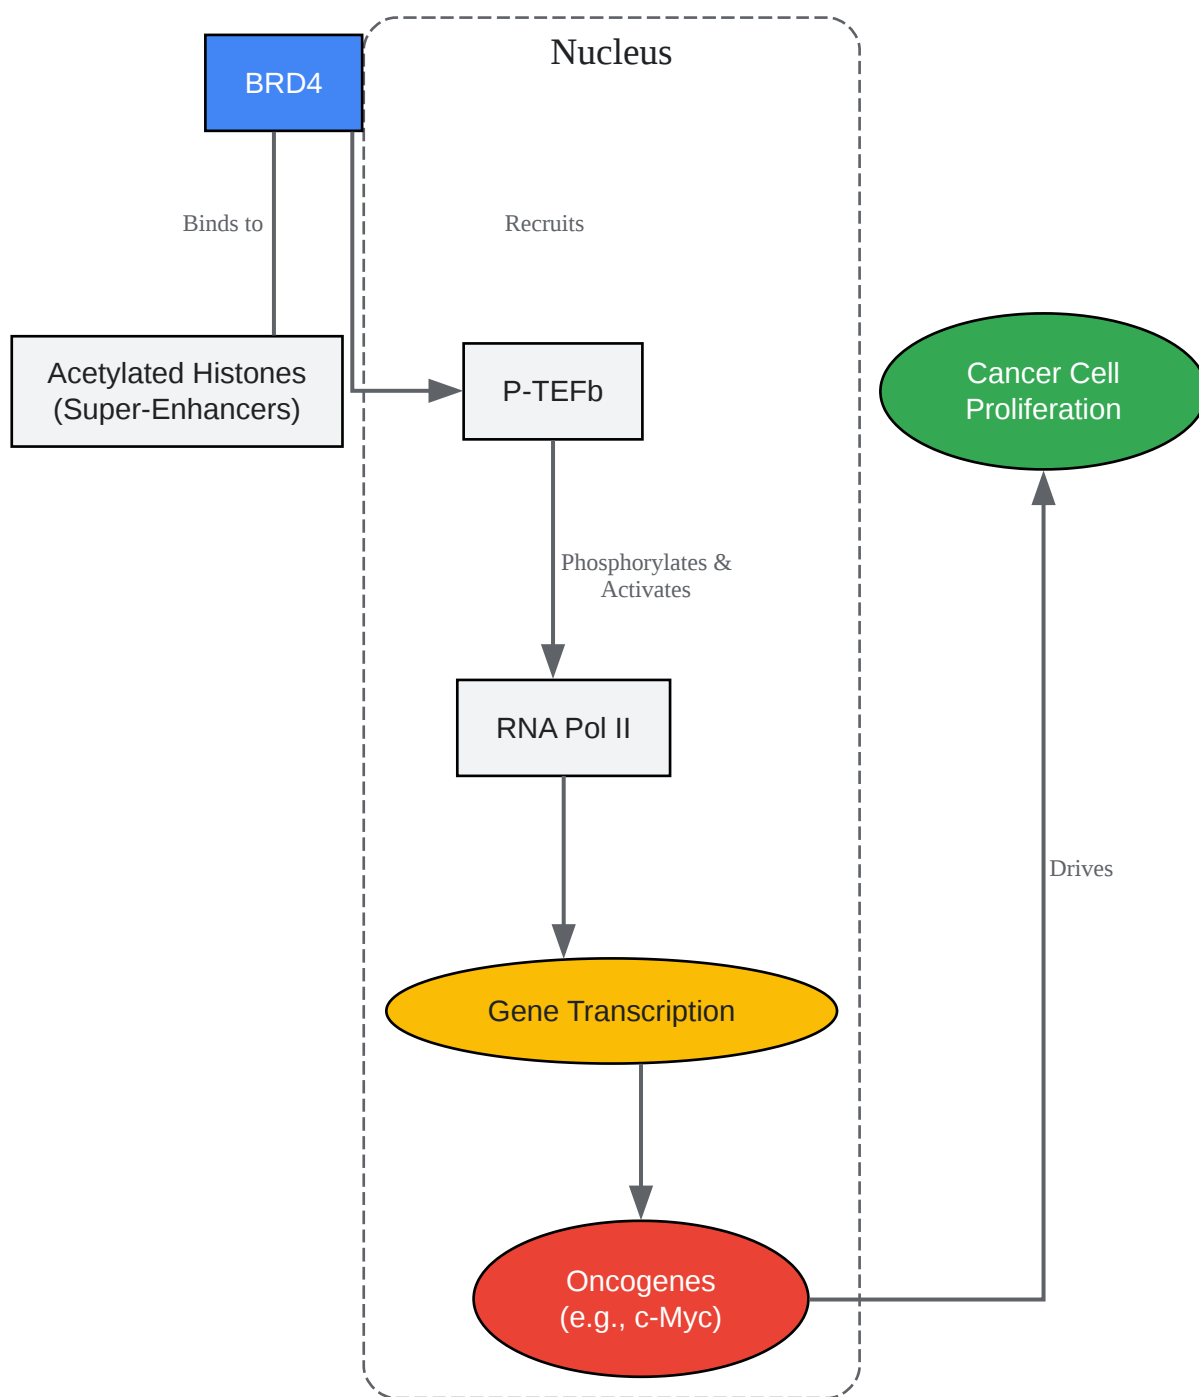 Nucleus
BRD4
Binds to
Recruits
Acetylated Histones
(Super-Enhancers)
P-TEFb
Cancer Cell
Proliferation
Phosphorylates &
Activates
RNA Pol II
Drives
Gene Transcription
Oncogenes
(e.g., c-Myc)